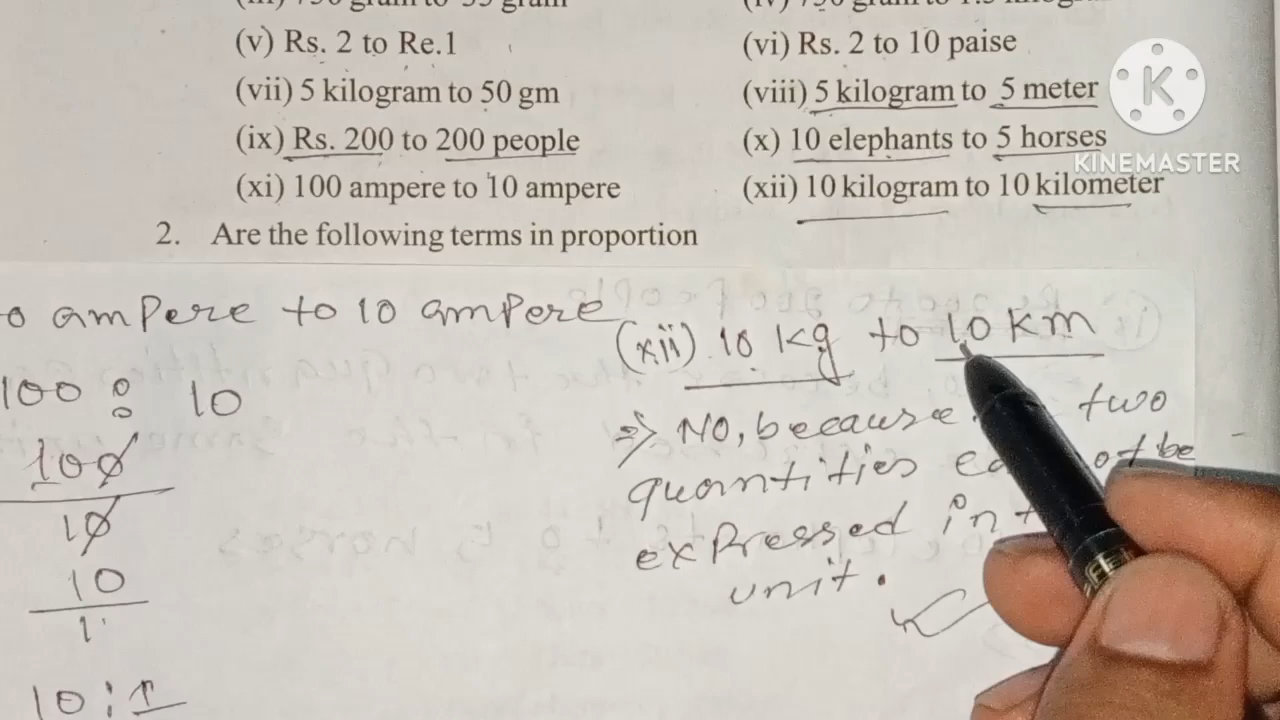 (v) Rs. 2 to Re.1
(vi) Rs. 2 to 10 paise
(vii) 5 kilogram to 50 gm
(viii) 5 kilogram to 5 meter
(ix) Rs. 200 to 200 people
(x) 10 elephants to 5 horses
KINEMASTER
(xi) 100 ampere to 10 ampere
(xii) 10 kilogram to 10 kilometer
2. Are the following terms in proportion
0 ampere to 10 ampere
100 : 10
100
10
10
1
10 : 1
(xii) 10 kg to 10 km
⇒ No, because two
quantities not be
expressed in
unit.